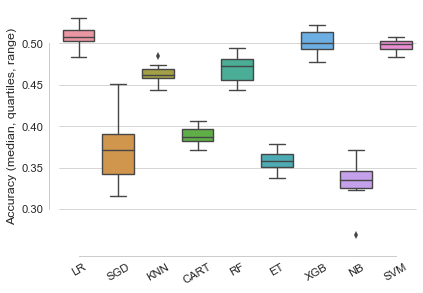 Accuracy (median, quartiles, range)
0.50
0.45
0.40
0.35
0.30
LR SGD KNN CART RF ET XGB NB SVM